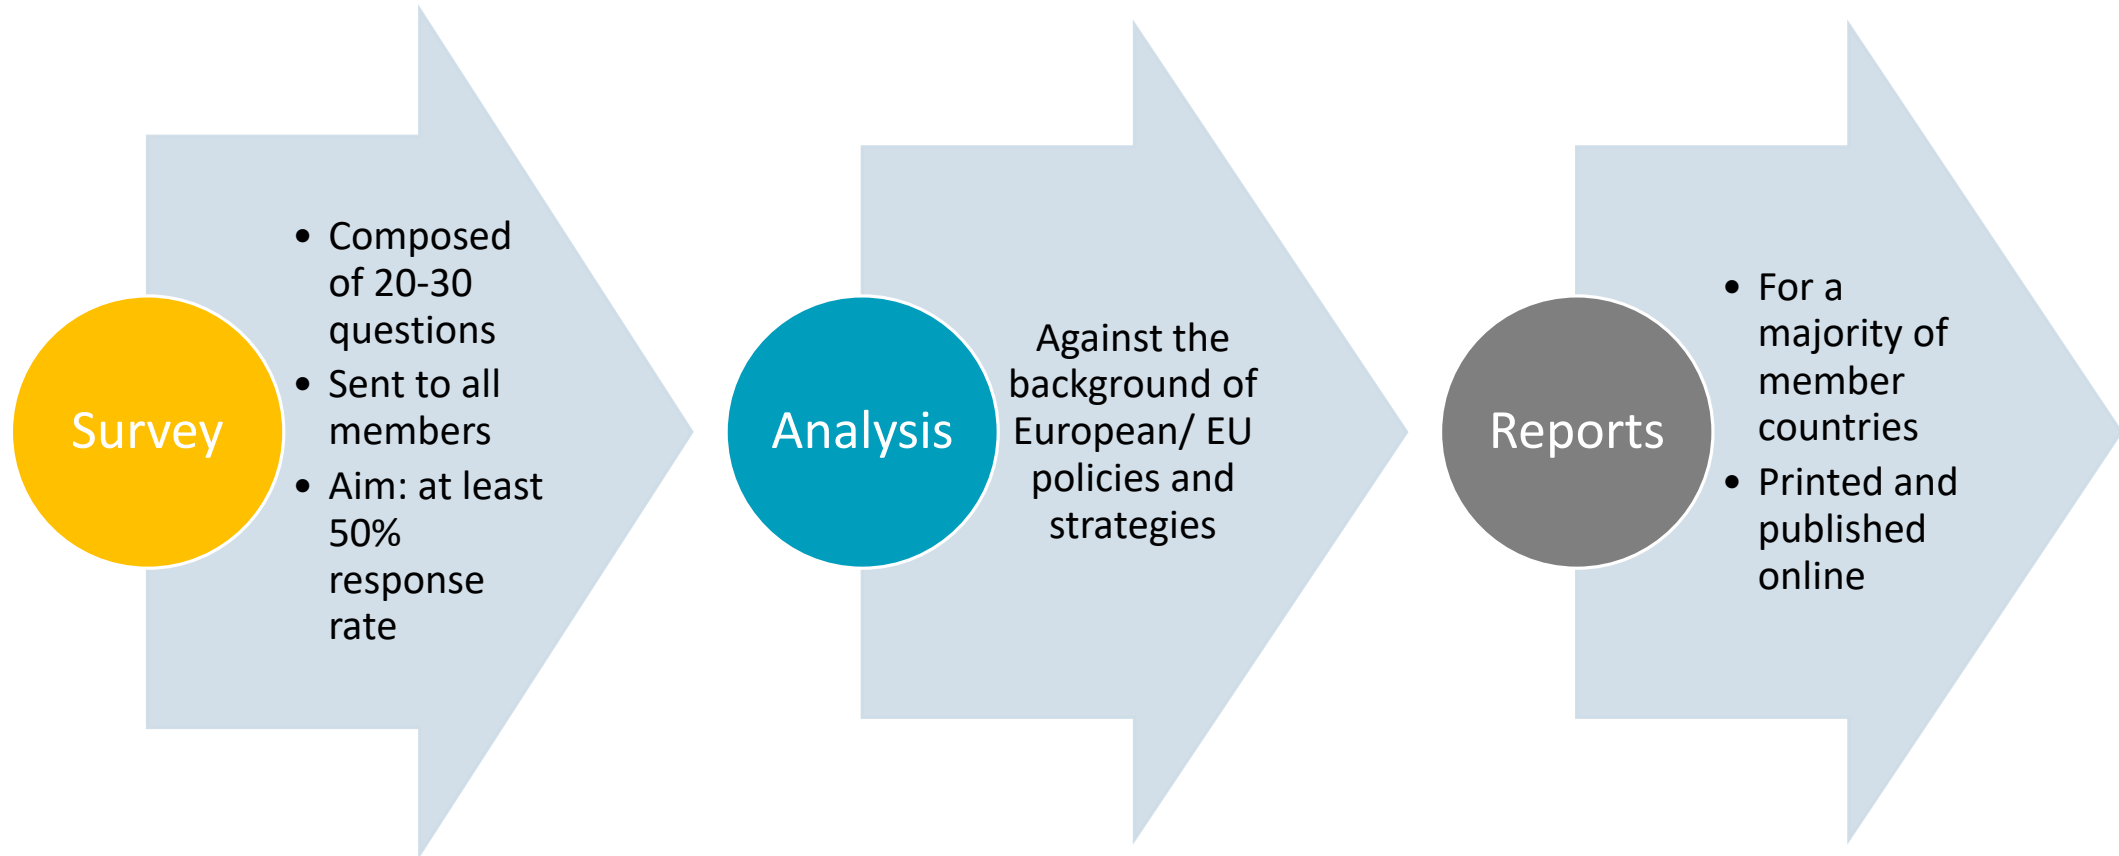 Survey
• Composed
of 20-30
questions
• Sent to all
members
• Aim: at least
50%
response
rate
Analysis
Against the
background of
European/ EU
policies and
strategies
Reports
• For a
majority of
member
countries
• Printed and
published
online